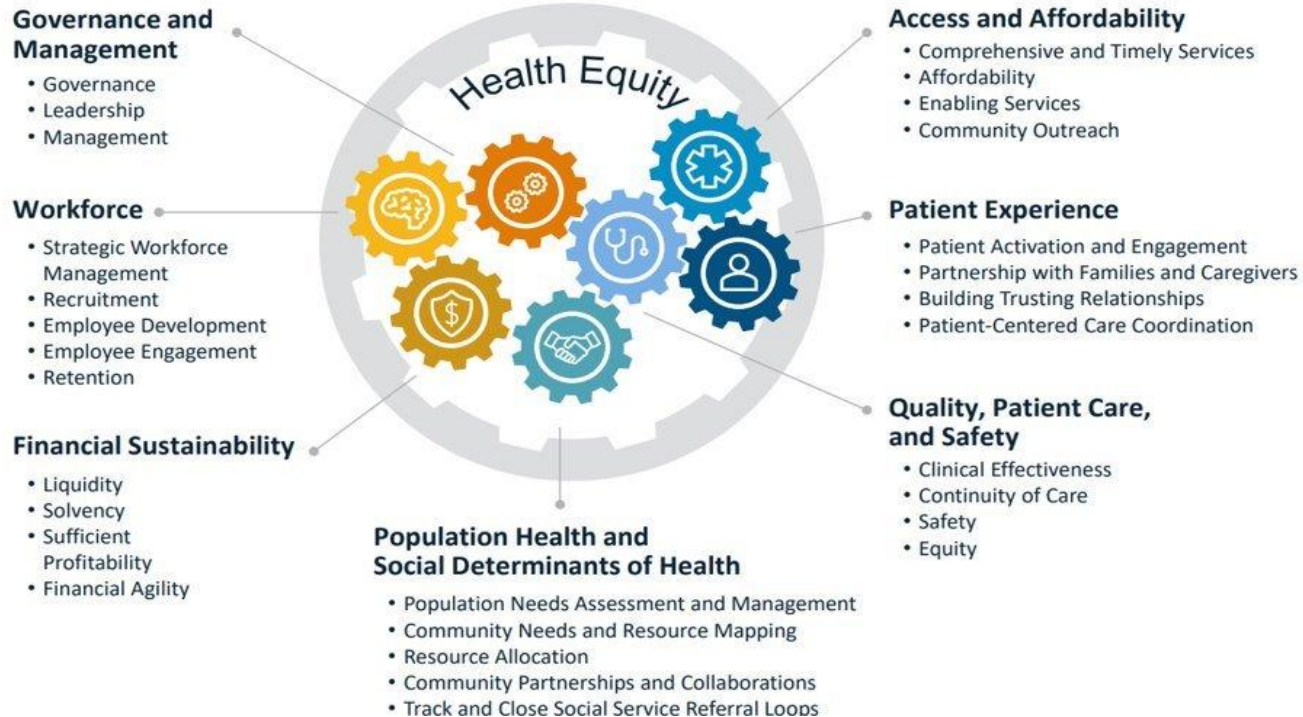 Health Equity
Governance and
Management
• Governance
• Leadership
• Management
Workforce
• Strategic Workforce
Management
• Recruitment
• Employee Development
• Employee Engagement
• Retention
Financial Sustainability
• Liquidity
• Solvency
• Sufficient
Profitability
• Financial Agility
$
Population Health and
Social Determinants of Health
• Population Needs Assessment and Management
• Community Needs and Resource Mapping
• Resource Allocation
• Community Partnerships and Collaborations
• Track and Close Social Service Referral Loops
Access and Affordability
• Comprehensive and Timely Services
• Affordability
• Enabling Services
• Community Outreach
Patient Experience
• Patient Activation and Engagement
• Partnership with Families and Caregivers
• Building Trusting Relationships
• Patient-Centered Care Coordination
Quality, Patient Care,
and Safety
• Clinical Effectiveness
• Continuity of Care
• Safety
• Equity